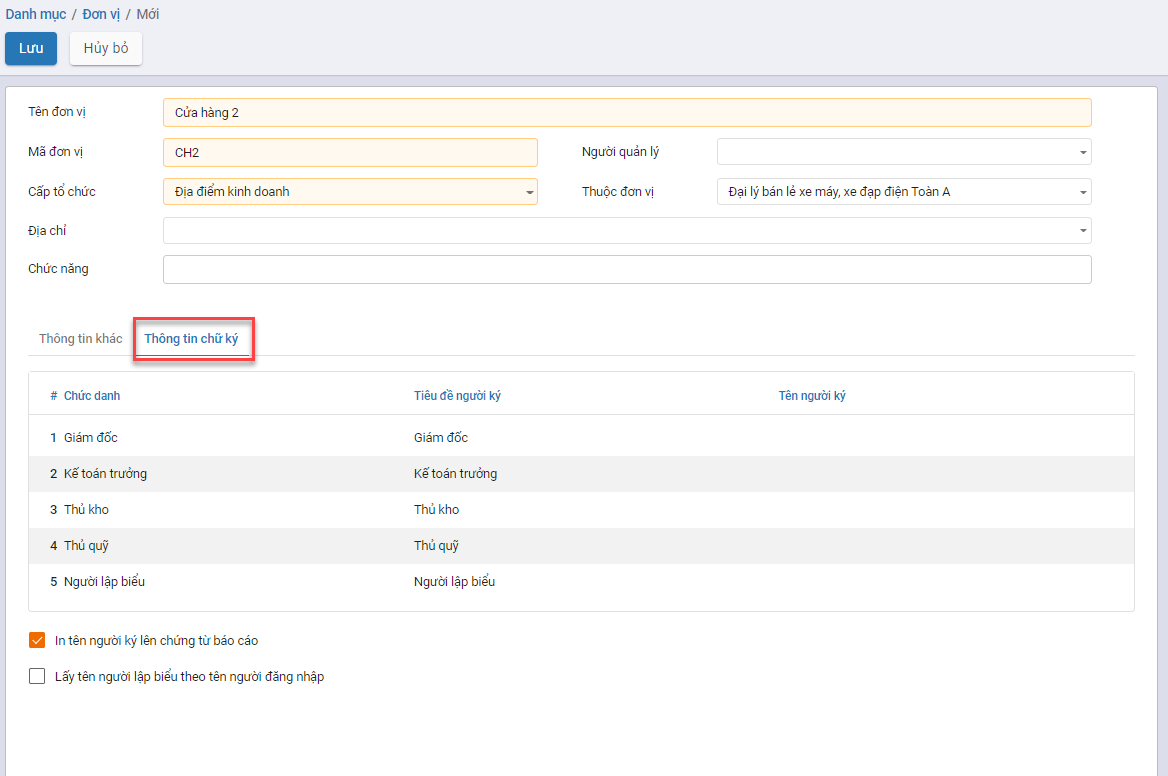 Danh mục / Đơn vị / Mới
Lưu Hủy bỏ
Tên đơn vị Cửa hàng 2
Mã đơn vị CH2 Người quản lý
Cấp tổ chức Địa điểm kinh doanh Thuộc đơn vị Đại lý bán lẻ xe máy, xe đạp điện Toàn A
Địa chỉ
Chức năng
Thông tin khác Thông tin chữ ký
# Chức danh Tiêu đề người ký Tên người ký
1 Giám đốc Giám đốc
2 Kế toán trưởng Kế toán trưởng
3 Thủ kho Thủ kho
4 Thủ quỹ Thủ quỹ
5 Người lập biểu Người lập biểu
In tên người ký lên chứng từ báo cáo
Lấy tên người lập biểu theo tên người đăng nhập